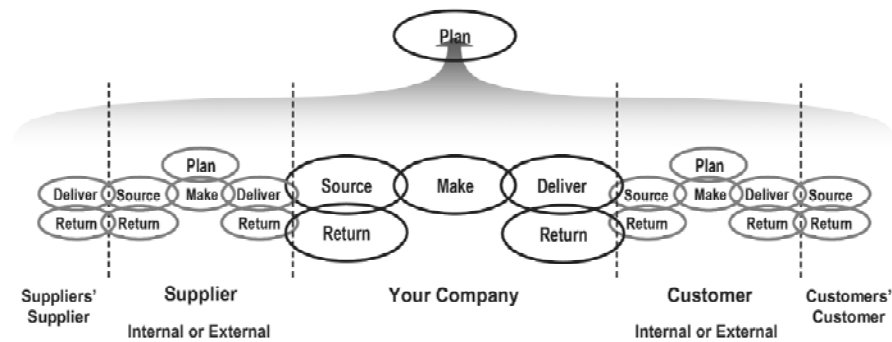 Plan
Plan
Plan
Deliver Source Make Deliver Source Make Deliver Source Make Deliver Source
Return Return Return Return Return Return Return Return
Suppliers' Supplier Your Company Customer Customers'
Supplier Customer
Internal or External Internal or External